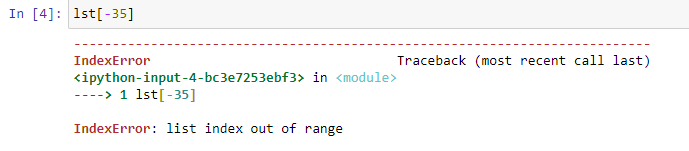 In [4]: lst[-35]
---------------------------------------------------------------------------
IndexError                                Traceback (most recent call last)
<ipython-input-4-bc3e7253ebf3> in <module>
----> 1 lst[-35]
IndexError: list index out of range